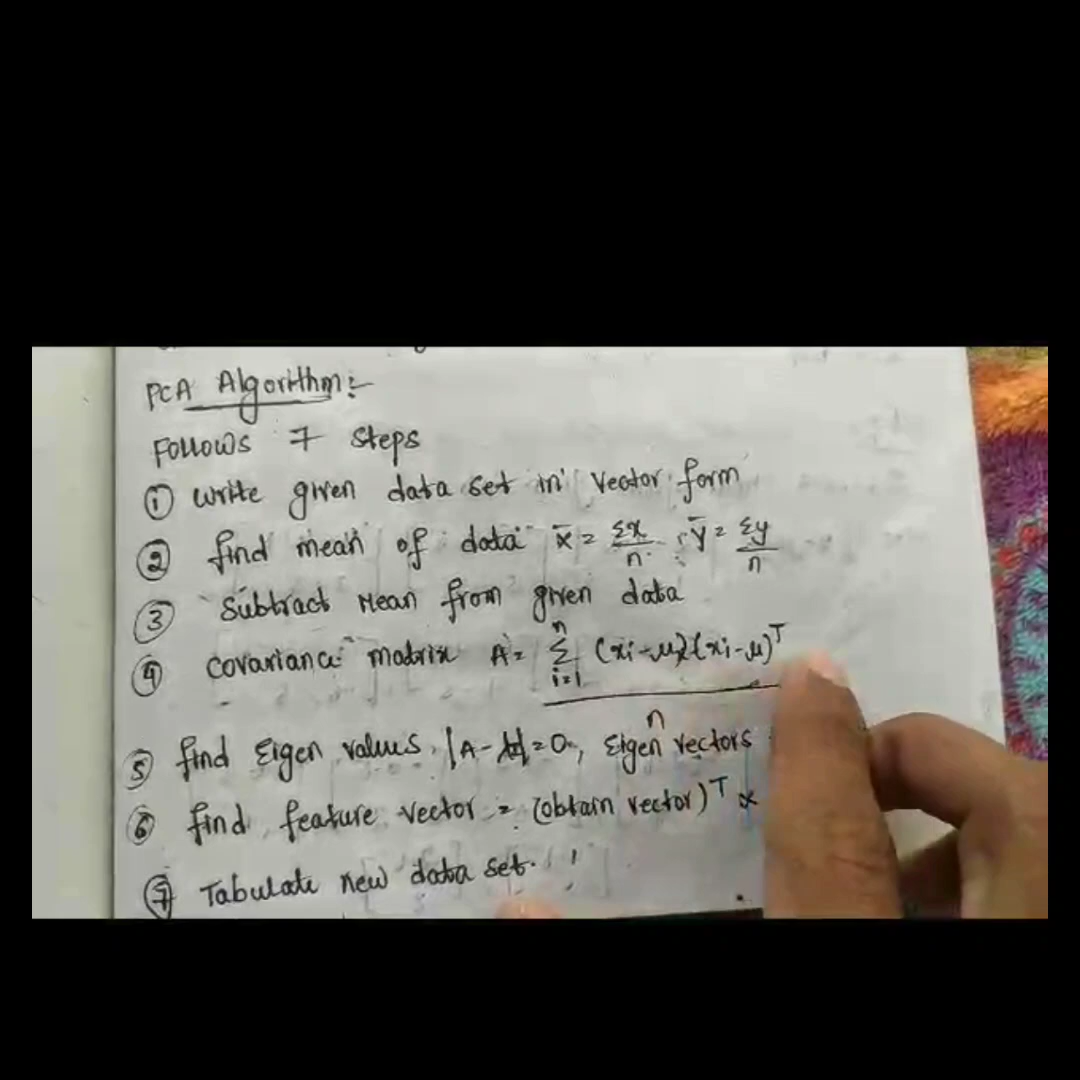 PCA Algorithm:-
Follows 7 steps
① write given data set in vector form
② find mean of data x̄ = Σx/n , ȳ = Σy/n
③ subtract Mean from given data
④ covariance matrix A = Σ_{i=1}^{n} (xi-μ)(xi-μ)ᵀ / n
⑤ find Eigen values |A-λI|=0, Eigen vectors
⑥ find feature vector = (obtain vector)ᵀ ×
⑦ Tabulate new data set.